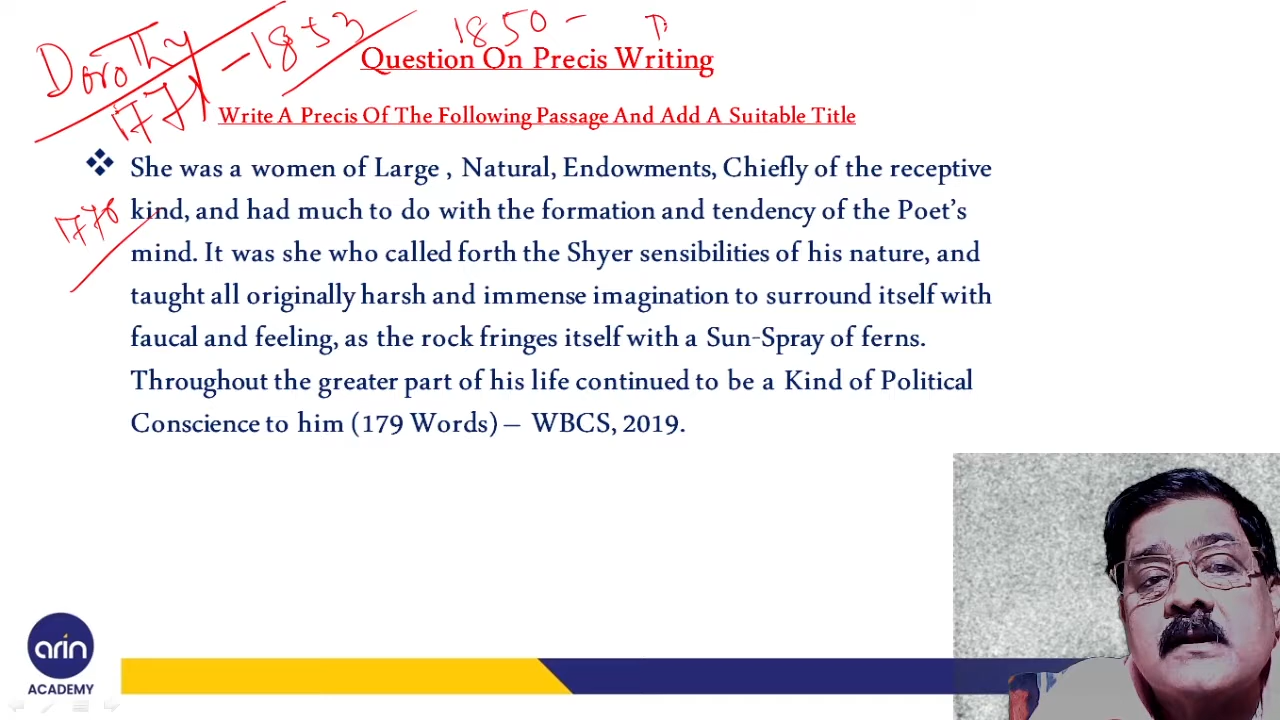 Dorothy
1771 - 1853
1850 -
Question On Precis Writing
Write A Precis Of The Following Passage And Add A Suitable Title
She was a women of Large , Natural, Endowments, Chiefly of the receptive
kind, and had much to do with the formation and tendency of the Poet's
1770
mind. It was she who called forth the Shyer sensibilities of his nature, and
taught all originally harsh and immense imagination to surround itself with
faucal and feeling, as the rock fringes itself with a Sun-Spray of ferns.
Throughout the greater part of his life continued to be a Kind of Political
Conscience to him (179 Words) – WBCS, 2019.
arin
ACADEMY